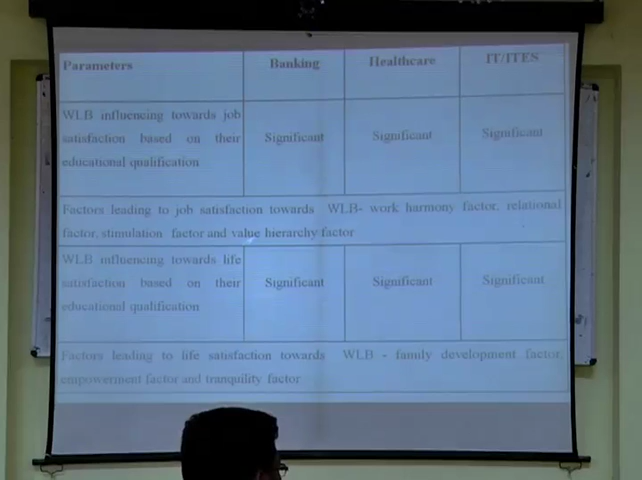 Parameters Banking Healthcare IT/ITES
WLB influencing towards job
satisfaction based on their Significant Significant Significant
educational qualification
Factors leading to job satisfaction towards WLB- work harmony factor, relational
factor, stimulation factor and value hierarchy factor
WLB influencing towards life
satisfaction based on their Significant Significant Significant
educational qualification
Factors leading to life satisfaction towards WLB - family development factor,
empowerment factor and tranquility factor